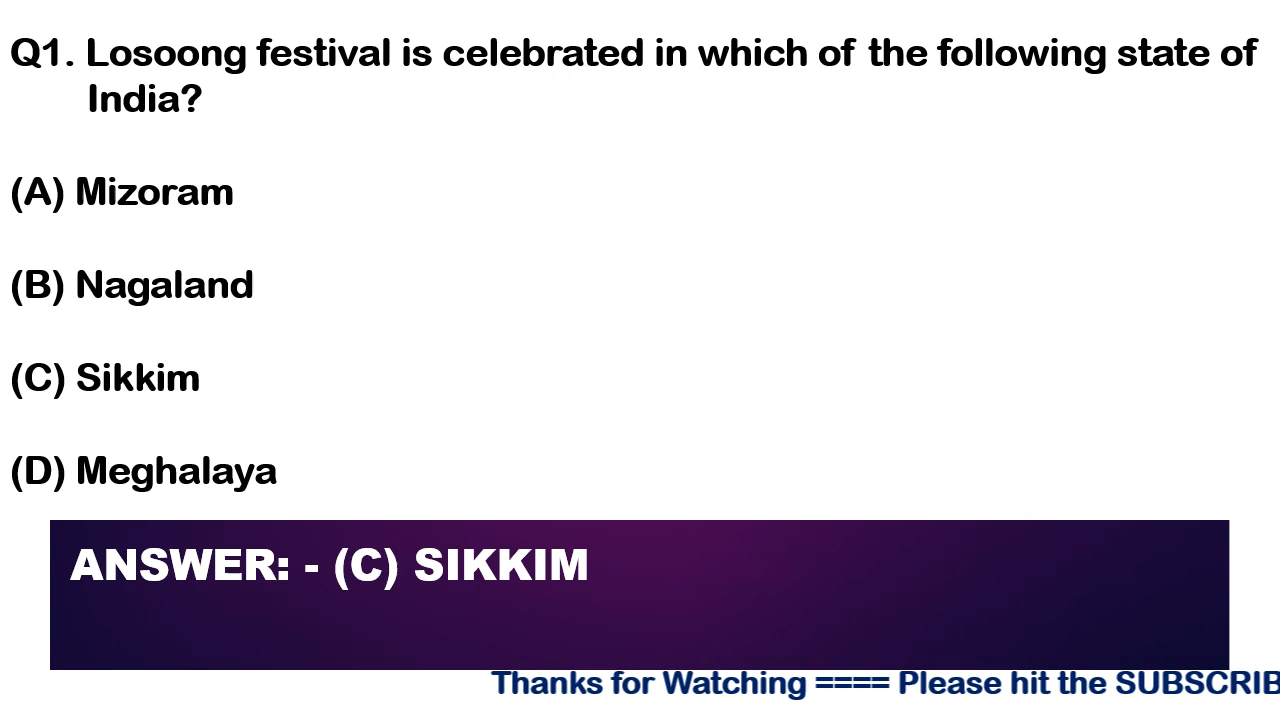 Q1. Losoong festival is celebrated in which of the following state of
India?
(A) Mizoram
(B) Nagaland
(C) Sikkim
(D) Meghalaya
ANSWER: - (C) SIKKIM
Thanks for Watching ==== Please hit the SUBSCRIB